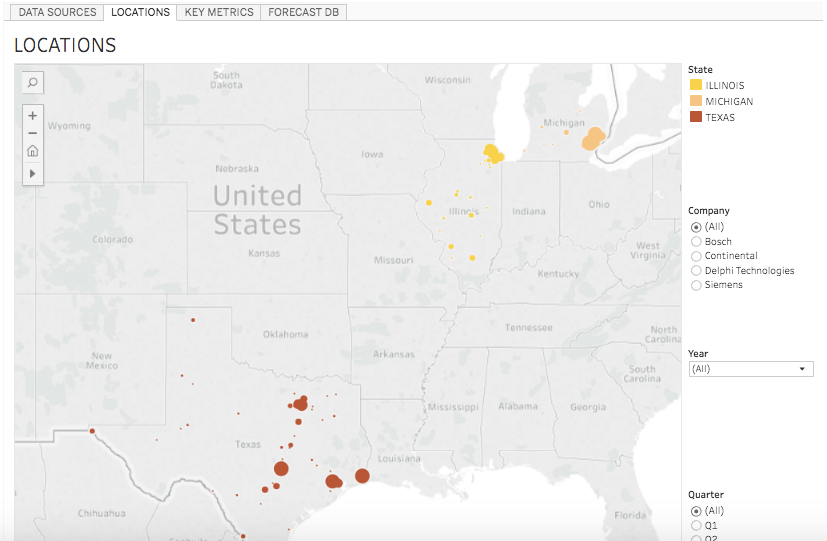 DATA SOURCES LOCATIONS KEY METRICS FORECAST DB
LOCATIONS
State
ILLINOIS
MICHIGAN
TEXAS
Company
(All)
Bosch
Continental
Delphi Technologies
Siemens
Year
(All)
Quarter
(All)
Q1
Q2
South
Dakota
Wisconsin
Wyoming
Michigan
Iowa
Nebraska
United
States
Illinois
Indiana
Ohio
Colorado
Kansas
Missouri
West
Virginia
Kentucky
Oklahoma
Tennessee
North
Carolina
New
Mexico
Arkansas
South
Carolina
Mississippi
Alabama
Georgia
Texas
Louisiana
Chihuahua
Florida